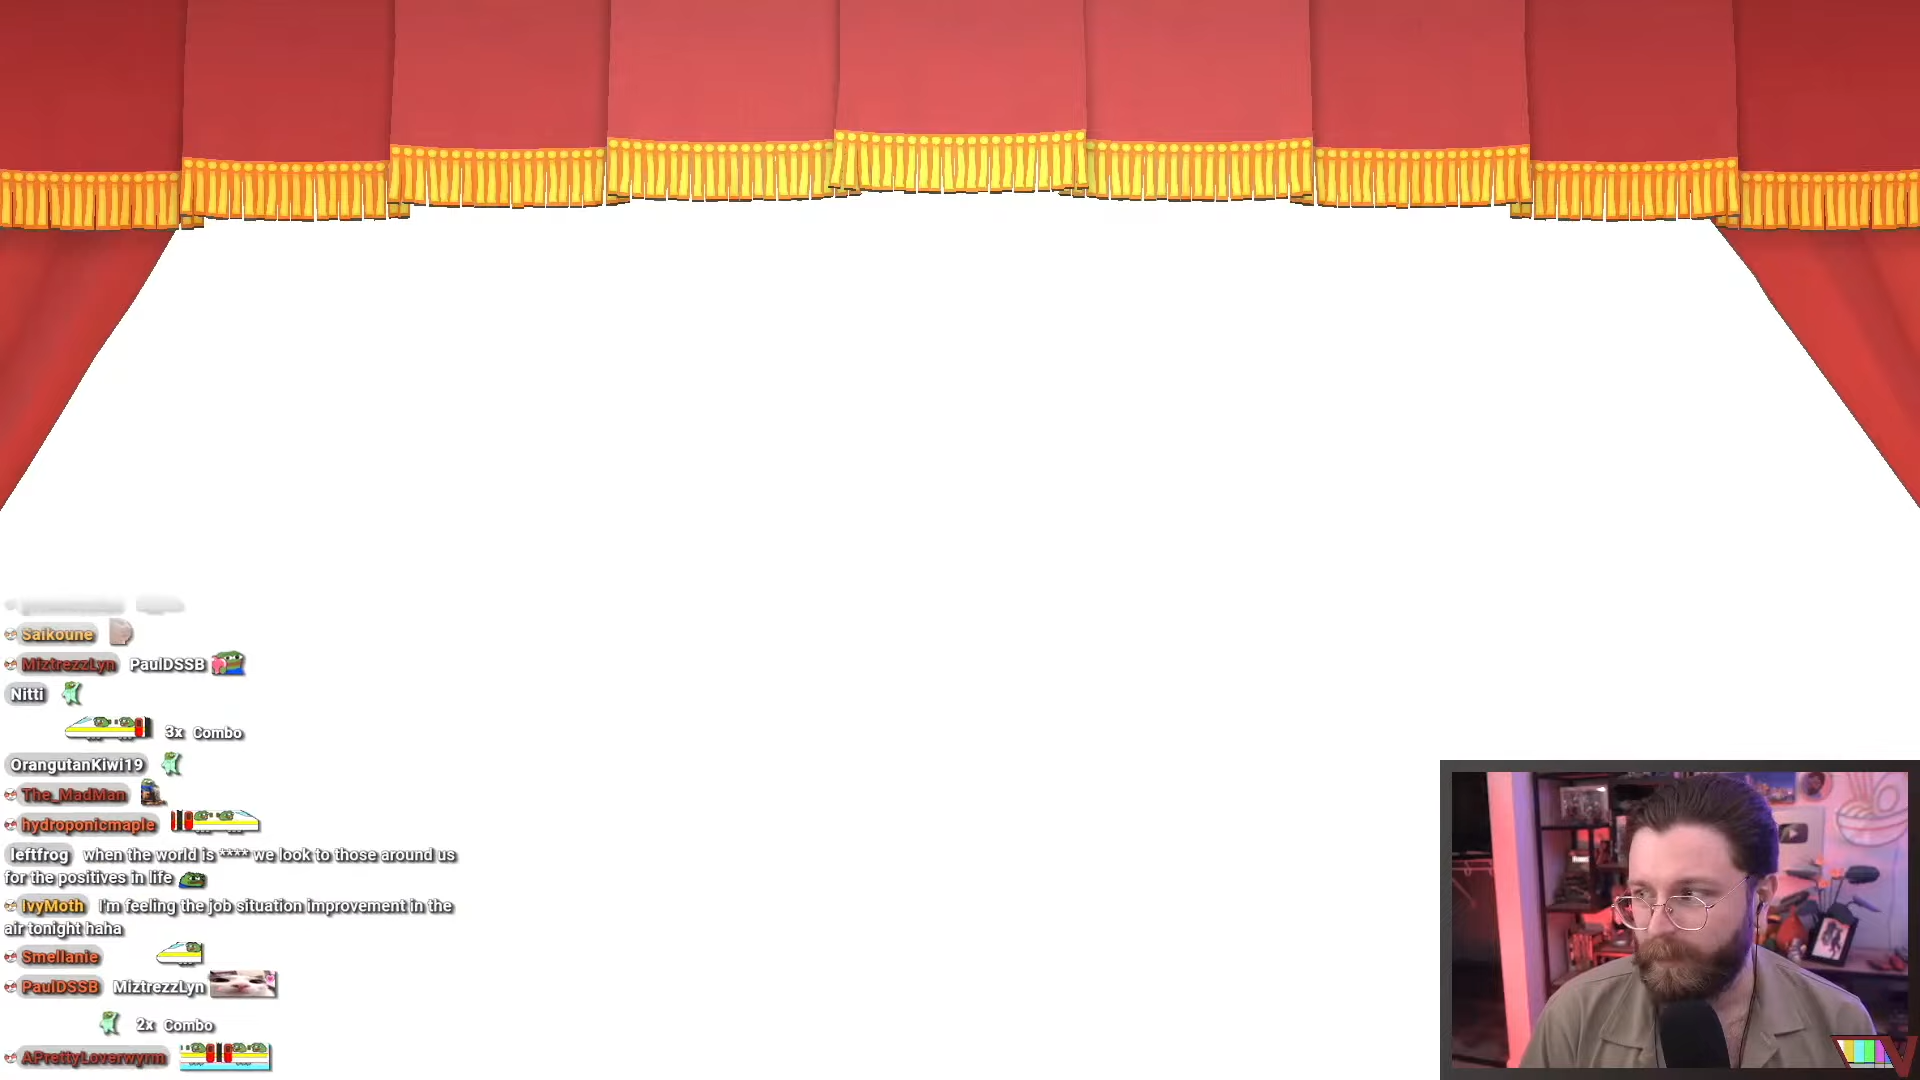 Saikoune
MiztrezzLyn PaulDSSB
Nitti
3x Combo
OrangutanKiwi19
The_MadMan
hydroponicmaple
leftfrog when the world is **** we look to those around us
for the positives in life
IvyMoth I'm feeling the job situation improvement in the
air tonight haha
Smellanie
PaulDSSB MiztrezzLyn
2x Combo
APrettyLoverwyrm